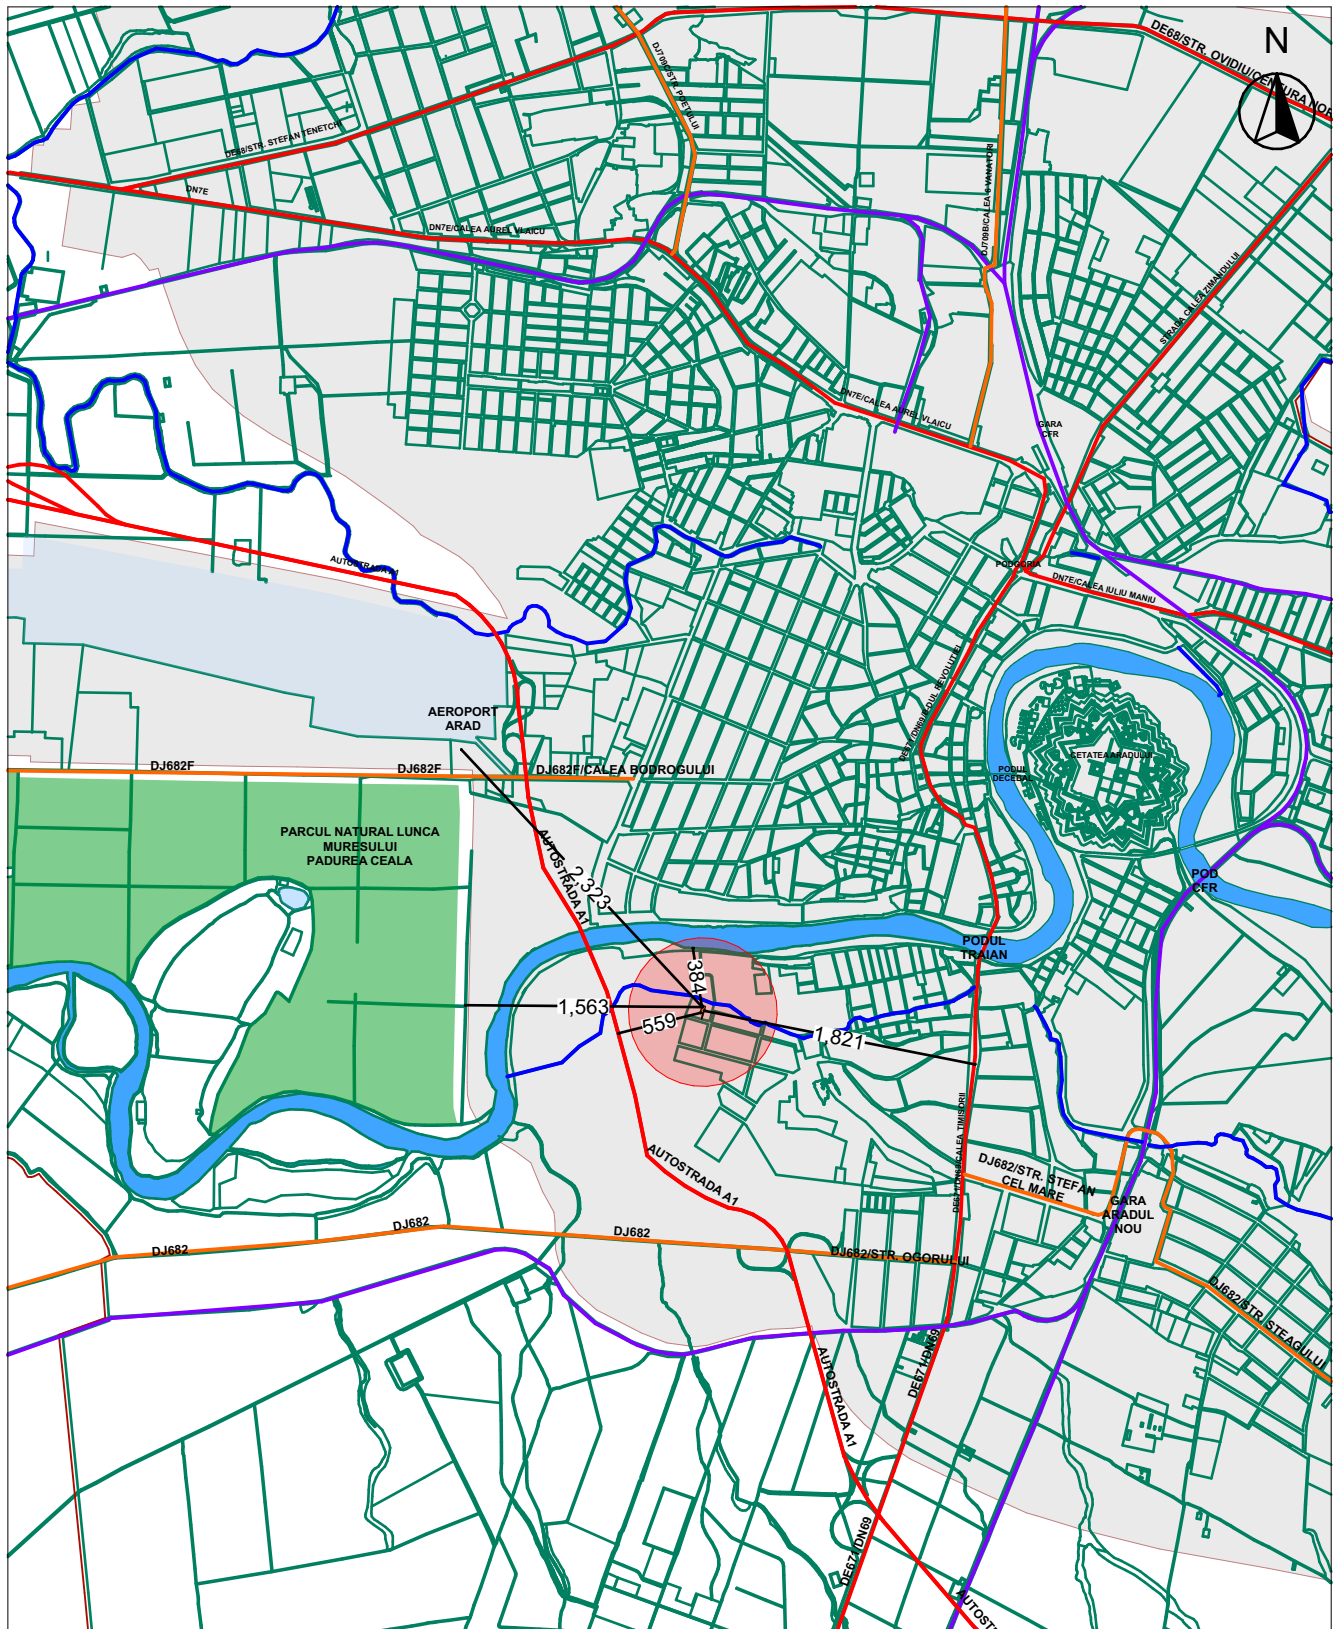 DE68/STR. OVIDIU/CENTURA NORD
N
DJ709C/STR. POETULUI
DE68/STR. STEFAN TENETCHI
DN7E
DN7E/CALEA AUREL VLAICU
DJ709B/CALEA 6 VANATORI
STRADA CALEA ZIMANDULUI
DN7E/CALEA AUREL VLAICU
GARA
CFR
AUTOSTRADA A1
PODGORIA
DN7E/CALEA IULIU MANIU
AEROPORT
ARAD
CETATEA ARADULUI
PODUL
DECEBAL
DJ682F
DJ682F
DJ682F/CALEA BODROGULUI
PARCUL NATURAL LUNCA
MURESULUI
PADUREA CEALA
AUTOSTRADA A1
2,323
POD
CFR
PODUL
TRAIAN
384
1,563
559
1,821
AUTOSTRADA A1
DJ682/STR. STEFAN
CEL MARE
GARA
ARADUL
NOU
DJ682
DJ682
DJ682
DJ682/STR. OGORULUI
DJ682/STR. STEAGULUI
AUTOSTRADA A1
DE671/DN69
DE671/DN69